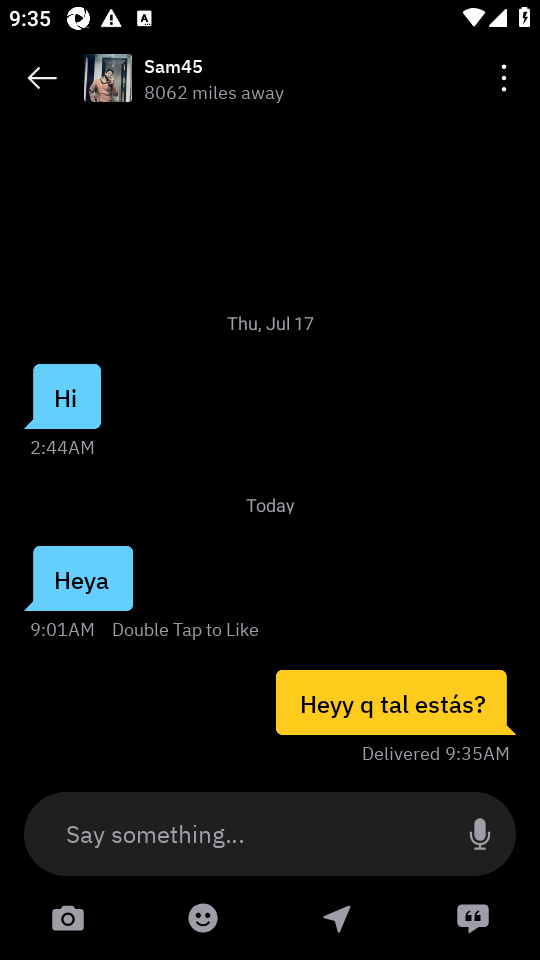 9:35
Sam45
8062 miles away
Thu, Jul 17
Hi
2:44AM
Today
Heya
9:01AM Double Tap to Like
Heyy q tal estás?
Delivered 9:35AM
Say something...